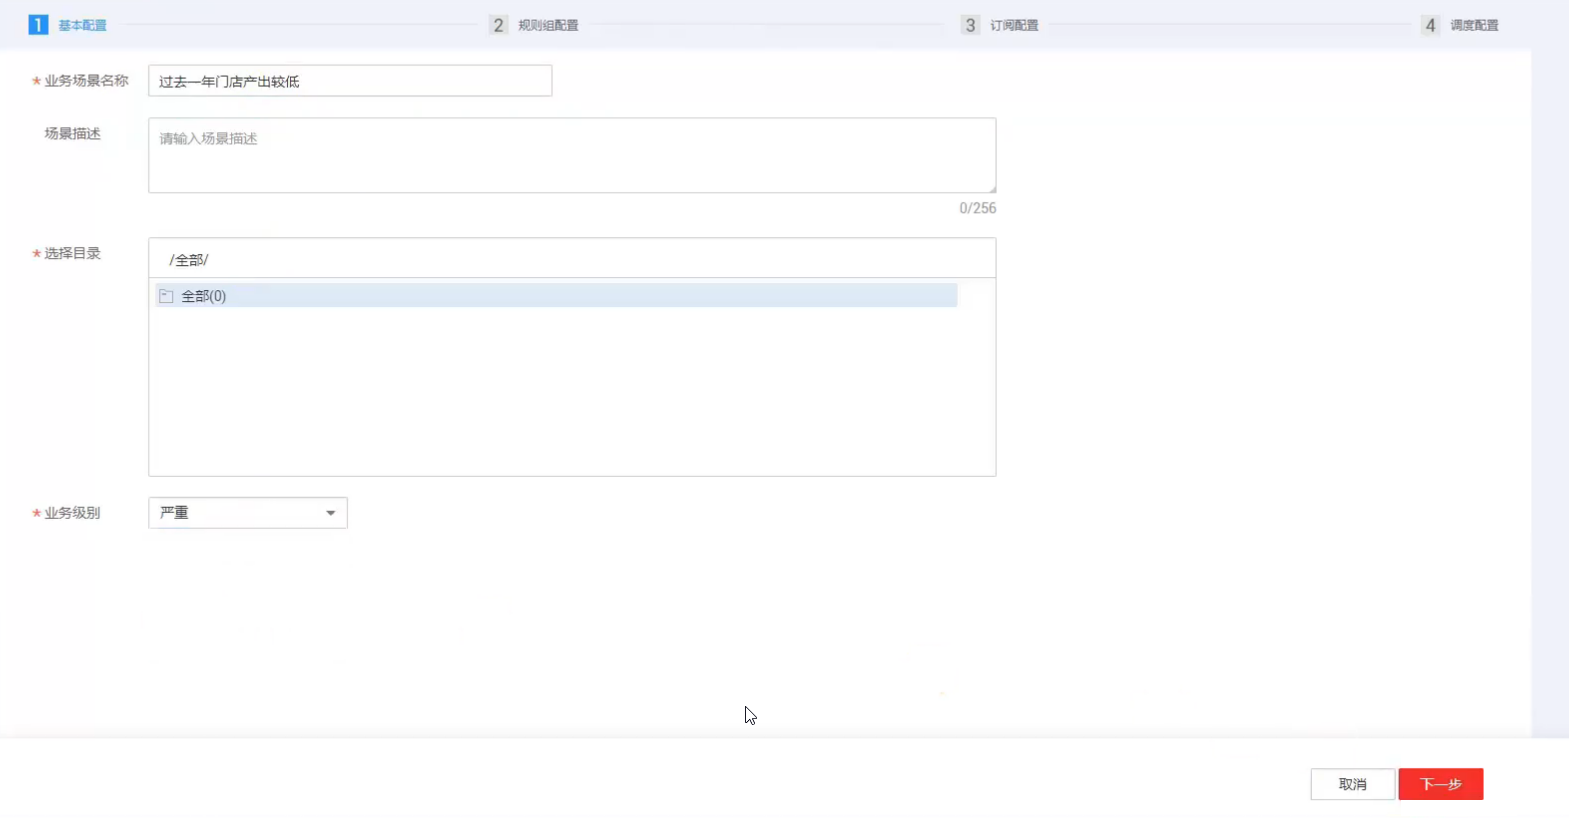 1 基本配置 2 规则组配置 3 订阅配置 4 调度配置
* 业务场景名称 过去一年门店产出较低
场景描述 请输入场景描述
0/256
* 选择目录 /全部/
全部(0)
* 业务级别 严重
取消 下一步